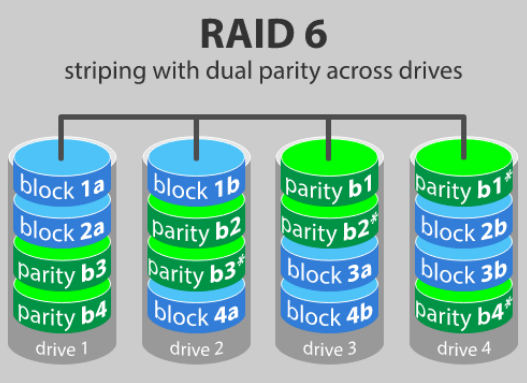 RAID 6
striping with dual parity across drives
block 1a
block 2a
parity b3
parity b4
drive 1
block 1b
parity b2
parity b3*
block 4a
drive 2
parity b1
parity b2*
block 3a
block 4b
drive 3
parity b1*
block 2b
block 3b
parity b4*
drive 4